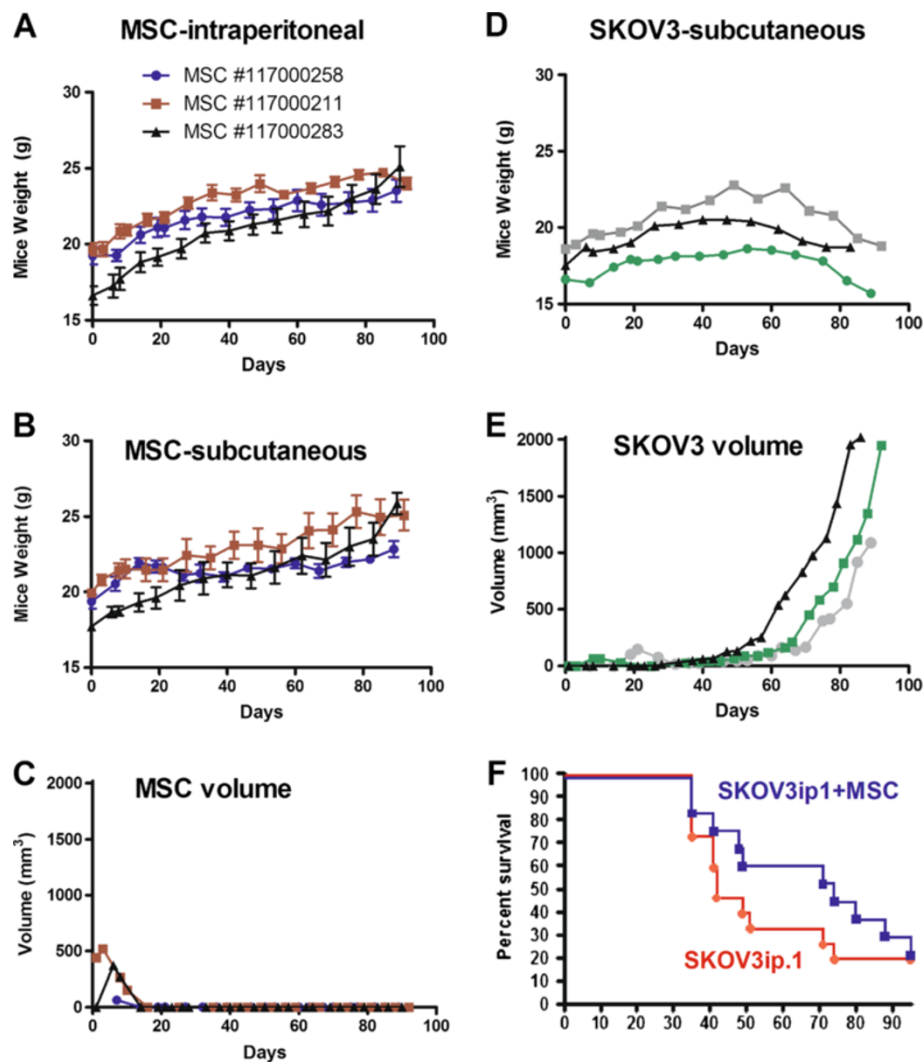 A
MSC-intraperitoneal
MSC #117000258
MSC #117000211
MSC #117000283
Mice Weight (g)
30
25
20
15
0 20 40 60 80 100
Days
B
MSC-subcutaneous
Mice Weight (g)
30
25
20
15
0 20 40 60 80 100
Days
C
MSC volume
Volume (mm3)
2000
1500
1000
500
0
0 20 40 60 80 100
Days
D
SKOV3-subcutaneous
Mice Weight (g)
30
25
20
15
0 20 40 60 80 100
Days
E
SKOV3 volume
Volume (mm3)
2000
1500
1000
500
0
0 20 40 60 80 100
Days
F
SKOV3ip1+MSC
SKOV3ip.1
Percent survival
100
90
80
70
60
50
40
30
20
10
0
0 10 20 30 40 50 60 70 80 90